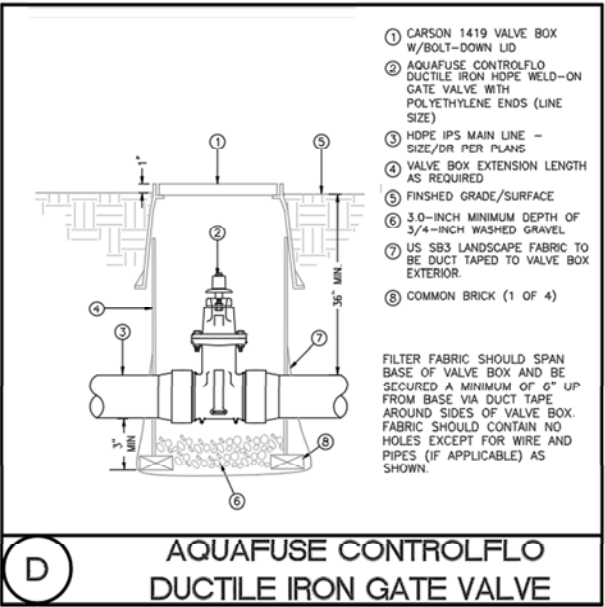 ① CARSON 1419 VALVE BOX
W/BOLT-DOWN LID
② AQUAFUSE CONTROLFLO
DUCTILE IRON HDPE WELD-ON
GATE VALVE WITH
POLYETHYLENE ENDS (LINE
SIZE)
③ HDPE IPS MAIN LINE -
SIZE/DR PER PLANS
④ VALVE BOX EXTENSION LENGTH
AS REQUIRED
⑤ FINSHED GRADE/SURFACE
⑥ 3.0-INCH MINIMUM DEPTH OF
3/4-INCH WASHED GRAVEL
⑦ US SB3 LANDSCAPE FABRIC TO
BE DUCT TAPED TO VALVE BOX
EXTERIOR.
⑧ COMMON BRICK (1 OF 4)
FILTER FABRIC SHOULD SPAN
BASE OF VALVE BOX AND BE
SECURED A MINIMUM OF 6" UP
FROM BASE VIA DUCT TAPE
AROUND SIDES OF VALVE BOX.
FABRIC SHOULD CONTAIN NO
HOLES EXCEPT FOR WIRE AND
PIPES (IF APPLICABLE) AS
SHOWN.
1"
①
⑤
②
36" MIN.
④
③
⑦
3"
MIN
⑧
⑥
D
AQUAFUSE CONTROLFLO
DUCTILE IRON GATE VALVE